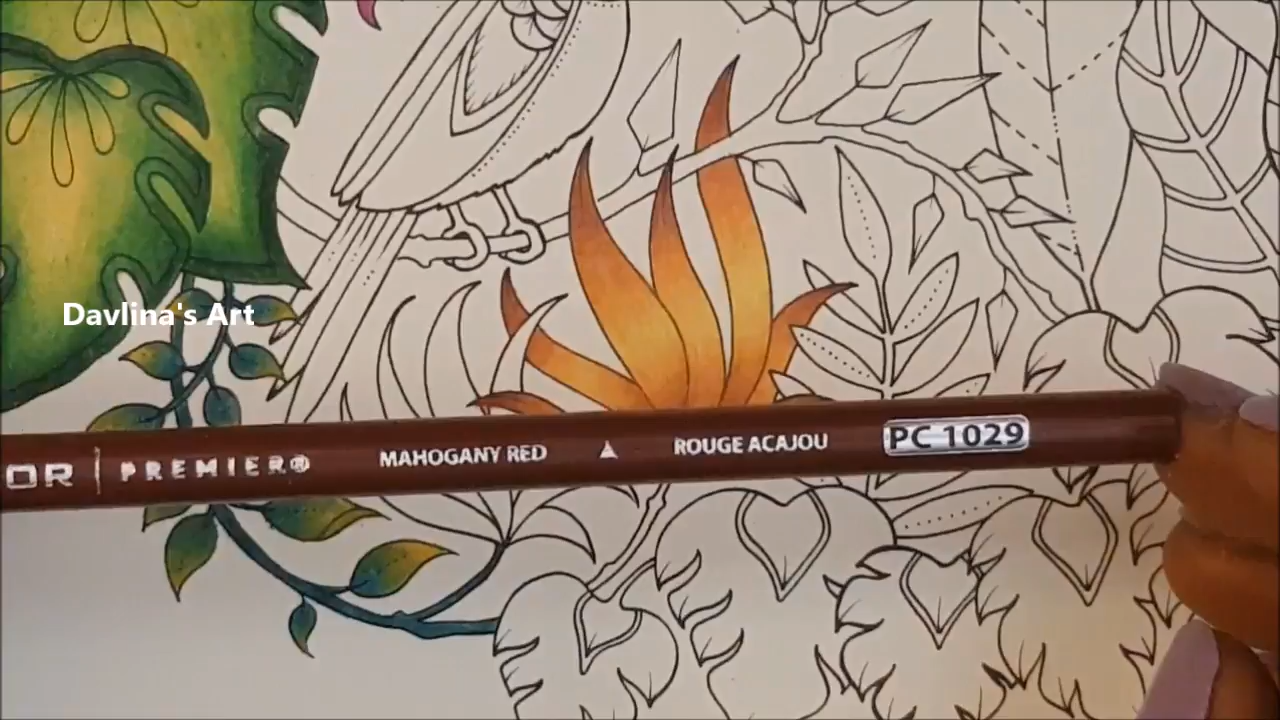 Davlina's Art
OR | PREMIER® MAHOGANY RED ▲ ROUGE ACAJOU PC 1029